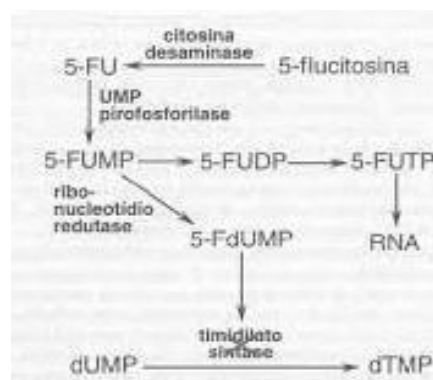 citosina
desaminase
5-FU
5-flucitosina
UMP
pirofosforilase
5-FUMP
5-FUDP
5-FUTP
ribo-
nucleotidio
redutase
5-FdUMP
RNA
timidilato
sintase
dUMP
dTMP